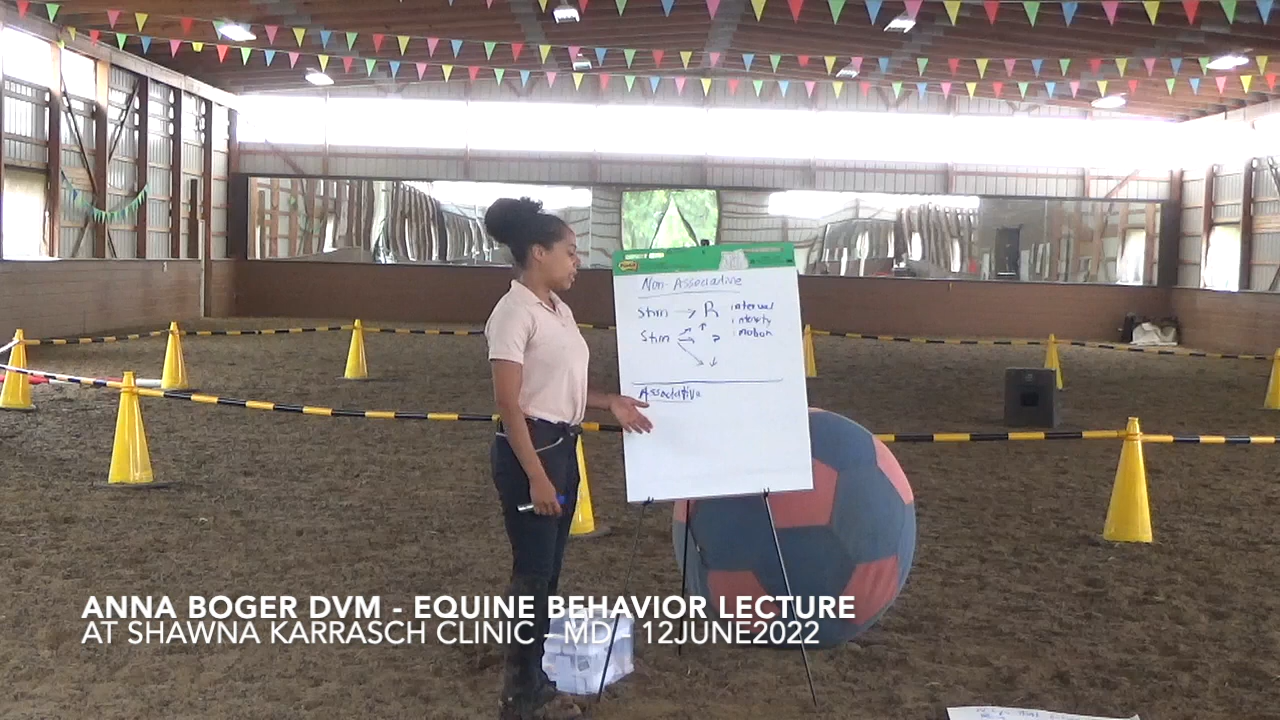 Non-Associative
Stim → R interval
intensity
Stim ? motion
Associative
ANNA BOGER DVM - EQUINE BEHAVIOR LECTURE
AT SHAWNA KARRASCH CLINIC - MD - 12JUNE2022